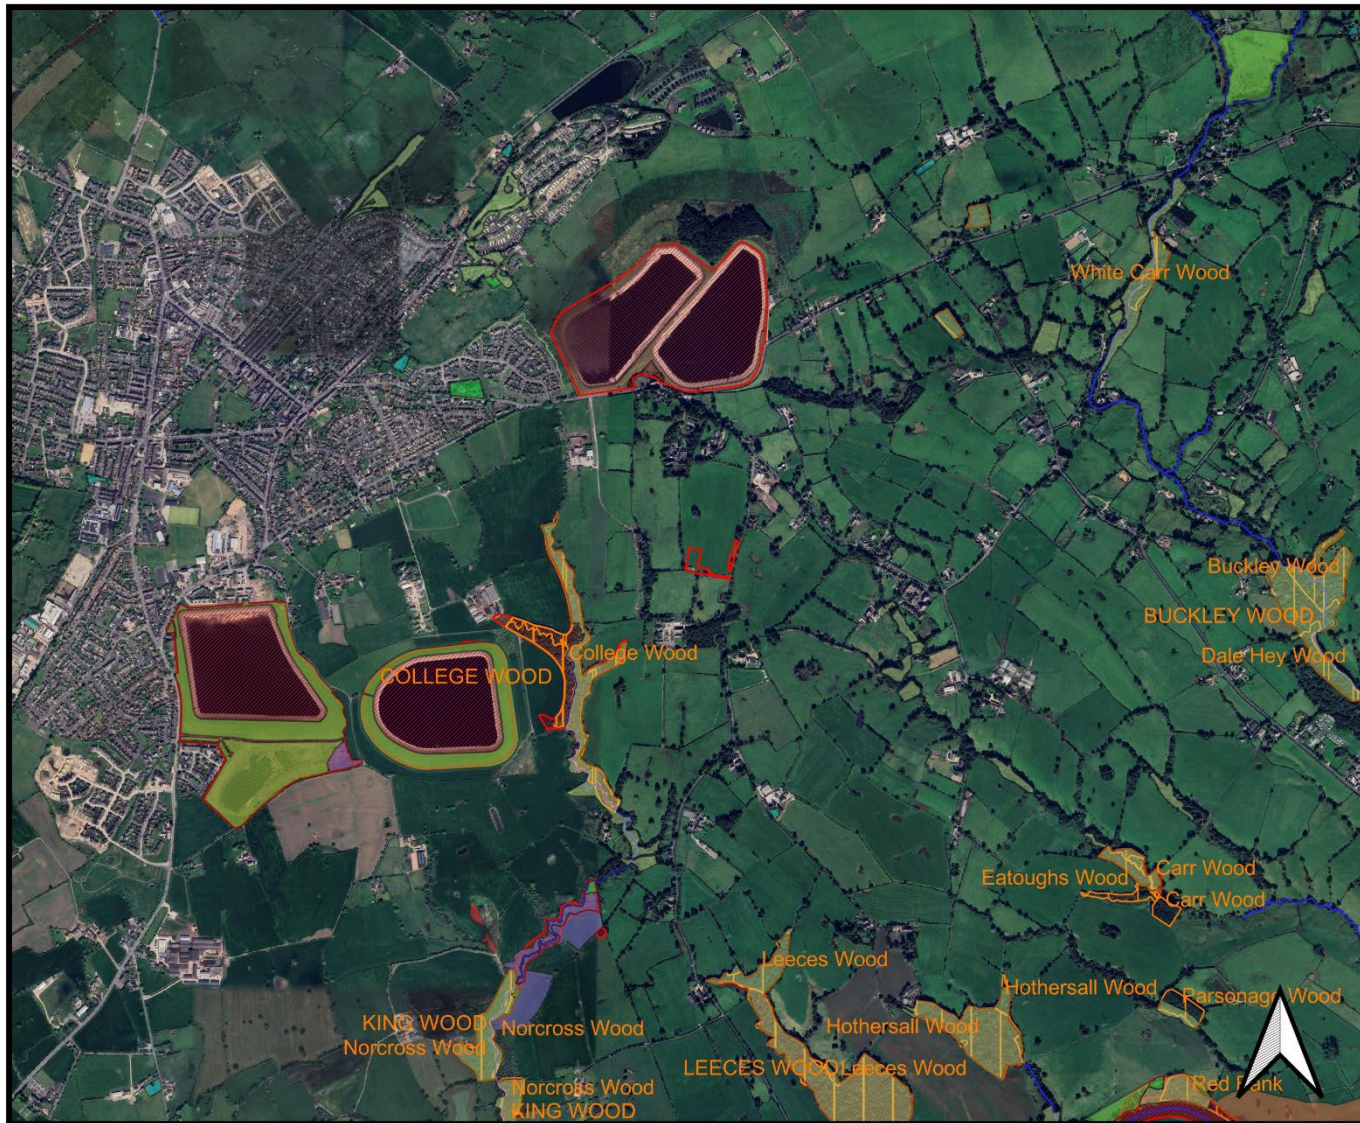 White Carr Wood
Buckley Wood
BUCKLEY WOOD
College Wood
Dale Hey Wood
COLLEGE WOOD
Carr Wood
Eatoughs Wood
Carr Wood
Leeces Wood
Hothersall Wood
Parsonage Wood
KING WOOD
Norcross Wood
Hothersall Wood
Norcross Wood
LEECES WOOD
Leeces Wood
Red Bank
Norcross Wood
KING WOOD